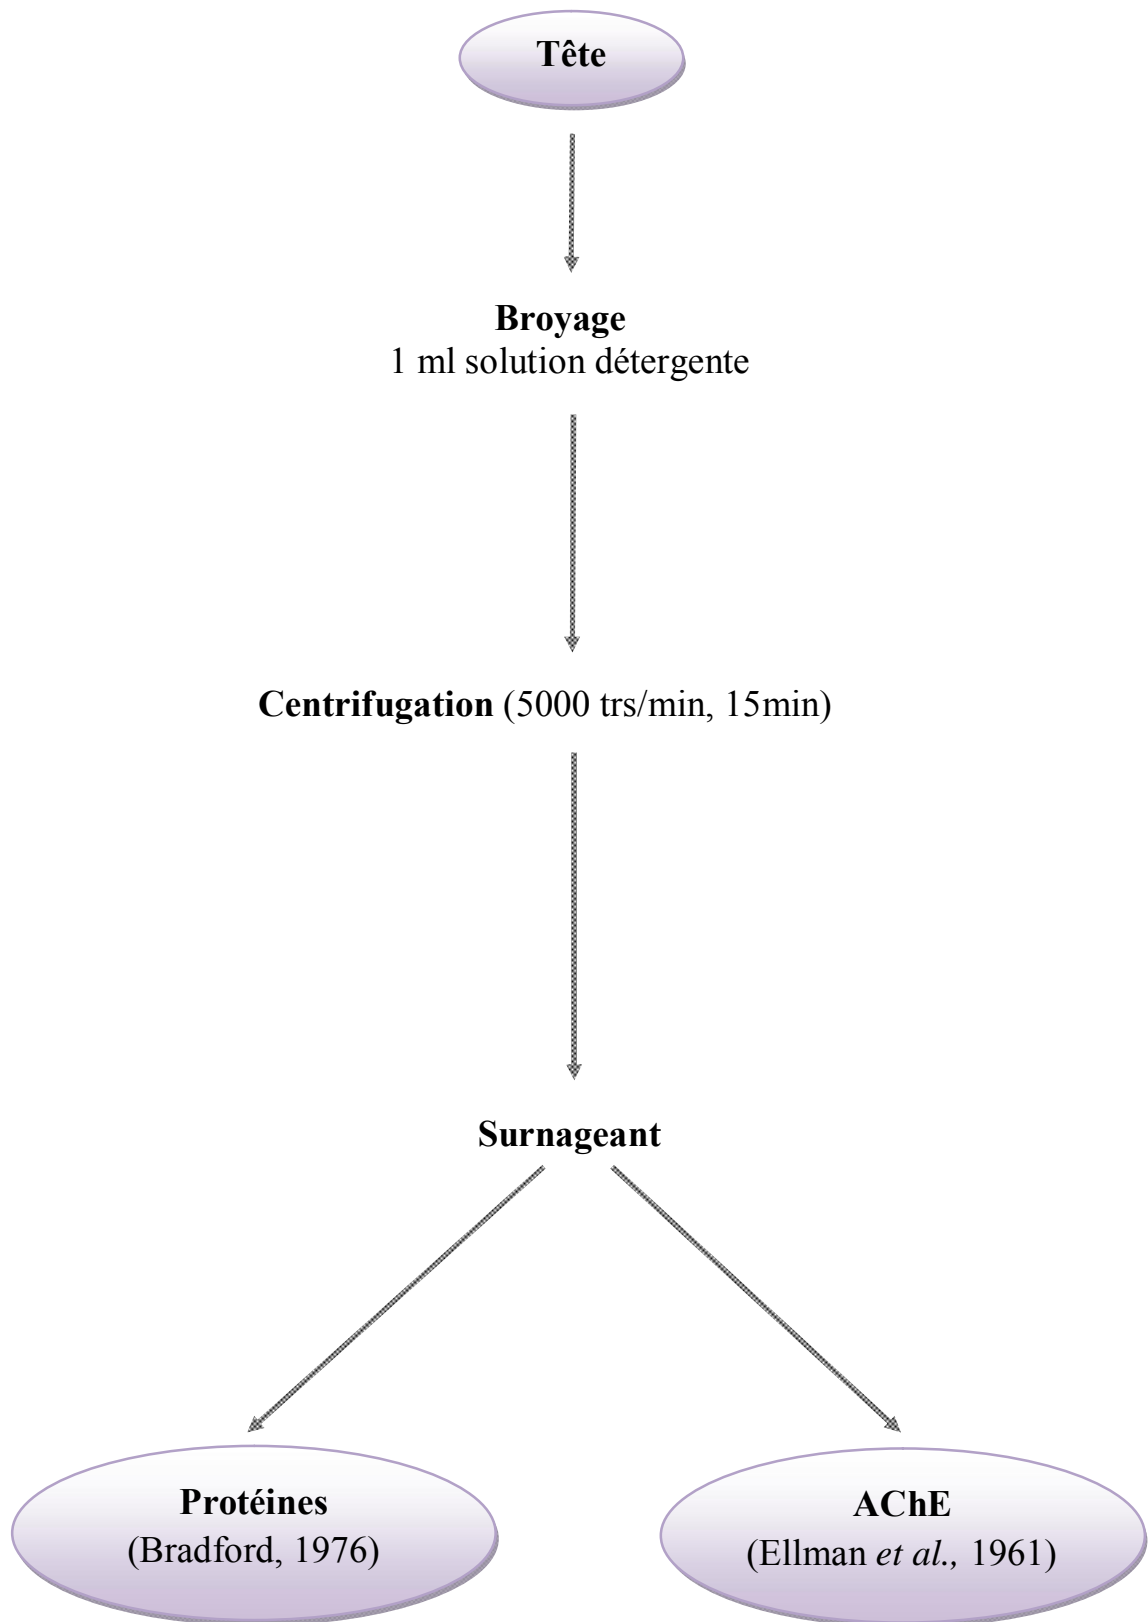 Tête
Broyage
1 ml solution détergente
Centrifugation (5000 trs/min, 15min)
Surnageant
Protéines
(Bradford, 1976)
AChE
(Ellman et al., 1961)